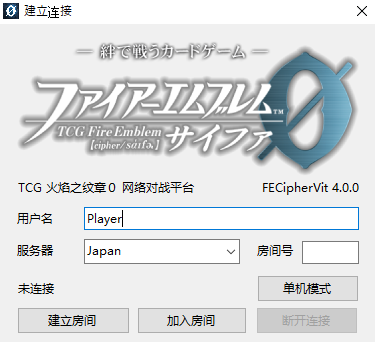 建立连接
─ 絆で戦うカードゲーム ─
ファイアーエムブレム™
TCG Fire Emblem
【cipher/ sáifə】
サイファ
TCG 火焰之纹章0 网络对战平台 FECipherVit 4.0.0
用户名 Player
服务器 Japan 房间号
未连接 单机模式
建立房间 加入房间 断开连接